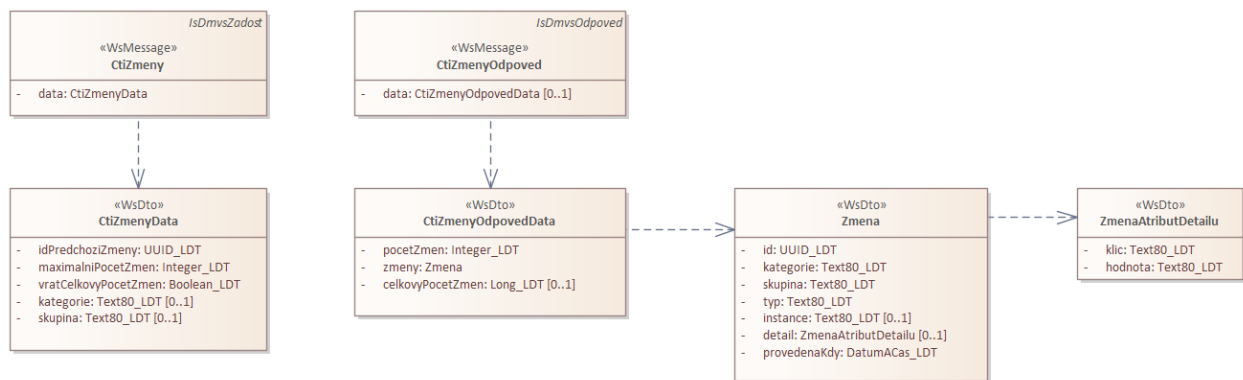 IsDmvsZadost
«WsMessage»
CtiZmeny
- data: CtiZmenyData
IsDmvsOdpoved
«WsMessage»
CtiZmenyOdpoved
- data: CtiZmenyOdpovedData [0..1]
«WsDto»
CtiZmenyData
- idPredchoziZmeny: UUID_LDT
- maximalniPocetZmen: Integer_LDT
- vratCelkovyPocetZmen: Boolean_LDT
- kategorie: Text80_LDT [0..1]
- skupina: Text80_LDT [0..1]
«WsDto»
CtiZmenyOdpovedData
- pocetZmen: Integer_LDT
- zmeny: Zmena
- celkovyPocetZmen: Long_LDT [0..1]
«WsDto»
Zmena
- id: UUID_LDT
- kategorie: Text80_LDT
- skupina: Text80_LDT
- typ: Text80_LDT
- instance: Text80_LDT [0..1]
- detail: ZmenaAtributDetailu [0..1]
- provedenaKdy: DatumACas_LDT
«WsDto»
ZmenaAtributDetailu
- klic: Text80_LDT
- hodnota: Text80_LDT